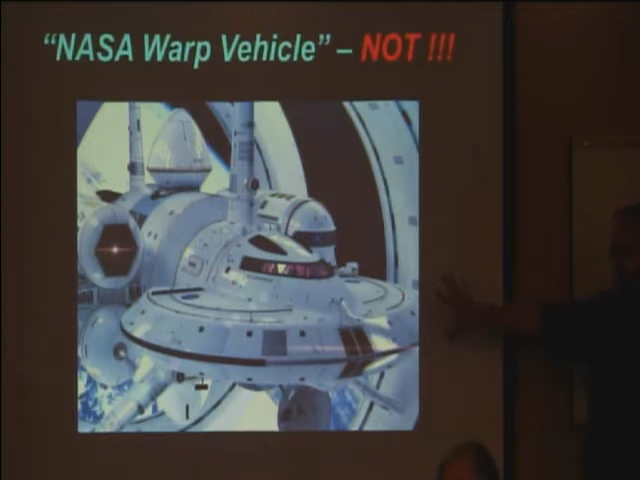 “NASA Warp Vehicle” – NOT !!!